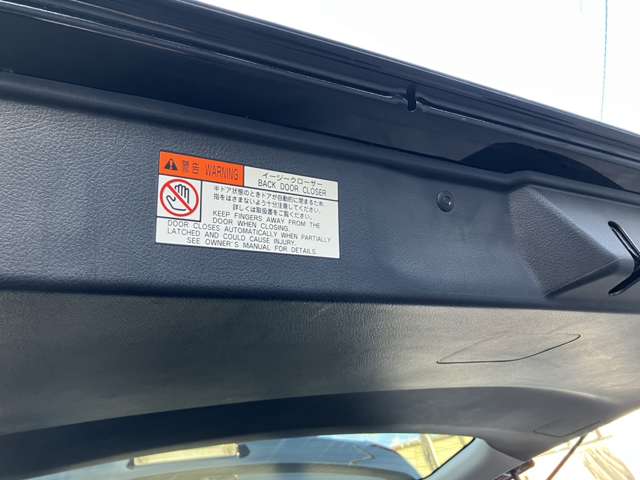 警告 WARNING
イージークローザー
BACK DOOR CLOSER
半ドア状態のときドアが自動的に閉まるため、
指をはさまないよう十分注意してください。
詳しくは取扱書をご覧ください。
KEEP FINGERS AWAY FROM THE
DOOR WHEN CLOSING.
DOOR CLOSES AUTOMATICALLY WHEN PARTIALLY
LATCHED AND COULD CAUSE INJURY.
SEE OWNER'S MANUAL FOR DETAILS.